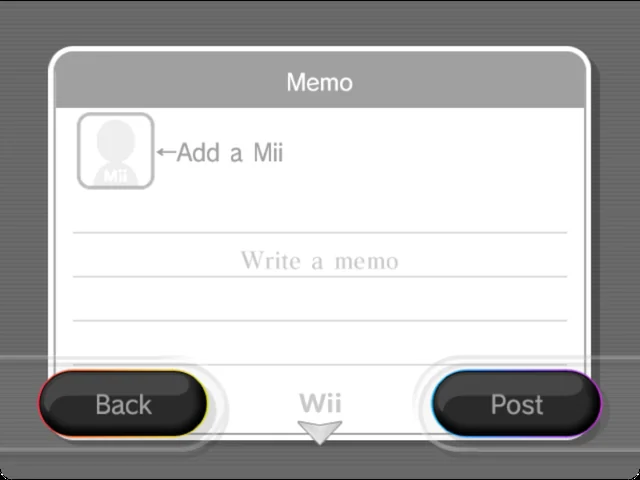 Memo
Mii
←Add a Mii
Write a memo
Back
Wii
Post